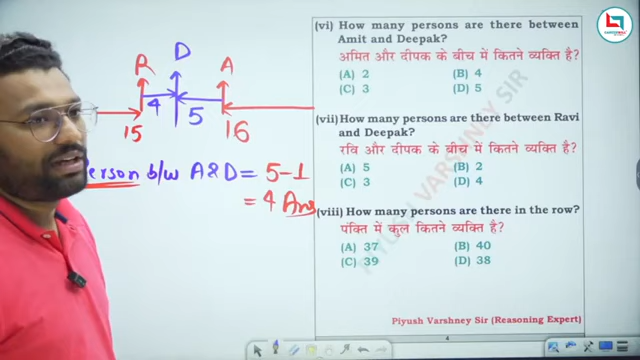 R D A
4 5
15 16
Person b/w A & D = 5-1
= 4 Ans
(vi) How many persons are there between
Amit and Deepak?
अमित और दीपक के बीच में कितने व्यक्ति है?
(A) 2 (B) 4
(C) 3 (D) 5
(vii) How many persons are there between Ravi
and Deepak?
रवि और दीपक के बीच में कितने व्यक्ति है?
(A) 5 (B) 2
(C) 3 (D) 4
(viii) How many persons are there in the row?
पंक्ति में कुल कितने व्यक्ति है?
(A) 37 (B) 40
(C) 39 (D) 38
Piyush Varshney Sir (Reasoning Expert)
4
PIYUSH VARSHNEY SIR